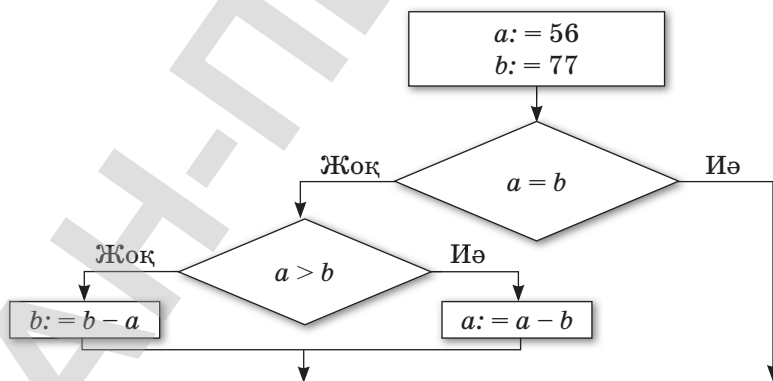 a: = 56
b: = 77
Жоқ
Иә
a = b
Жоқ
Иә
a > b
b: = b – a
a: = a – b